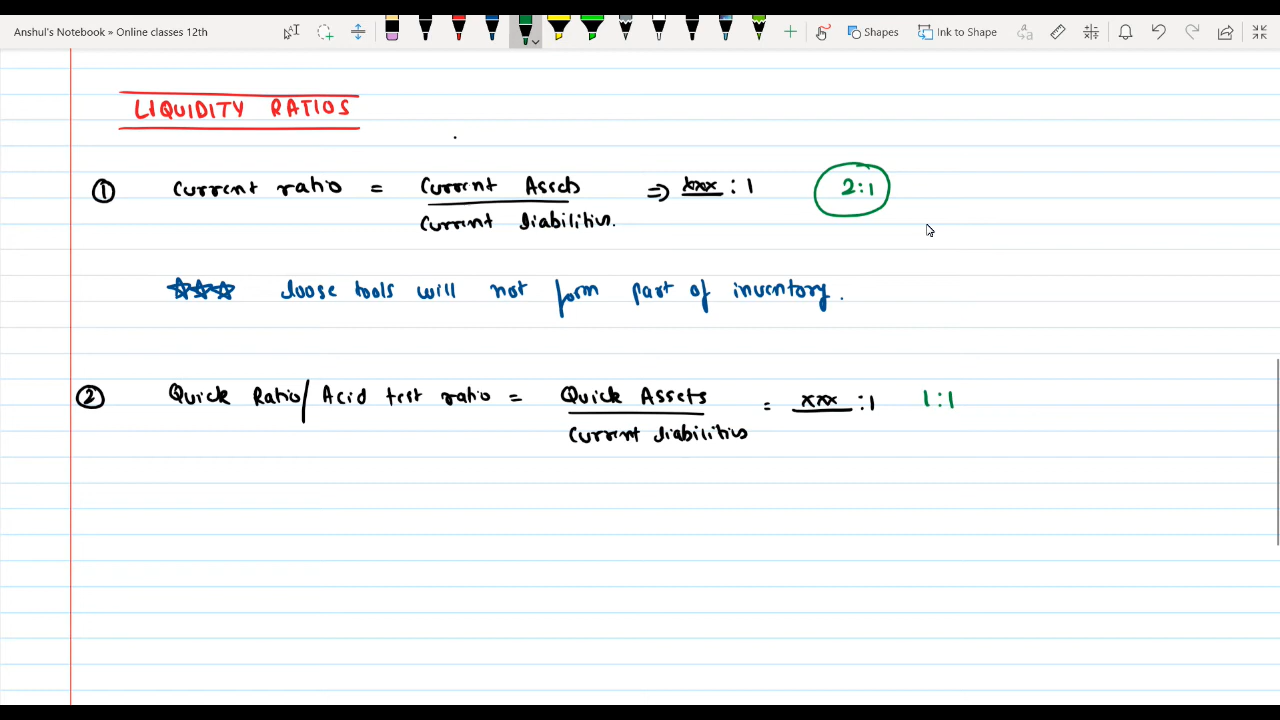 Anshul's Notebook » Online classes 12th
Shapes
Ink to Shape
LIQUIDITY RATIOS
① Current ratio = Current Assets ⇒ xxx : 1 2:1
Current liabilities.
loose tools will not form part of inventory.
② Quick Ratio/ Acid test ratio = Quick Assets = xxx :1 1:1
Current liabilities